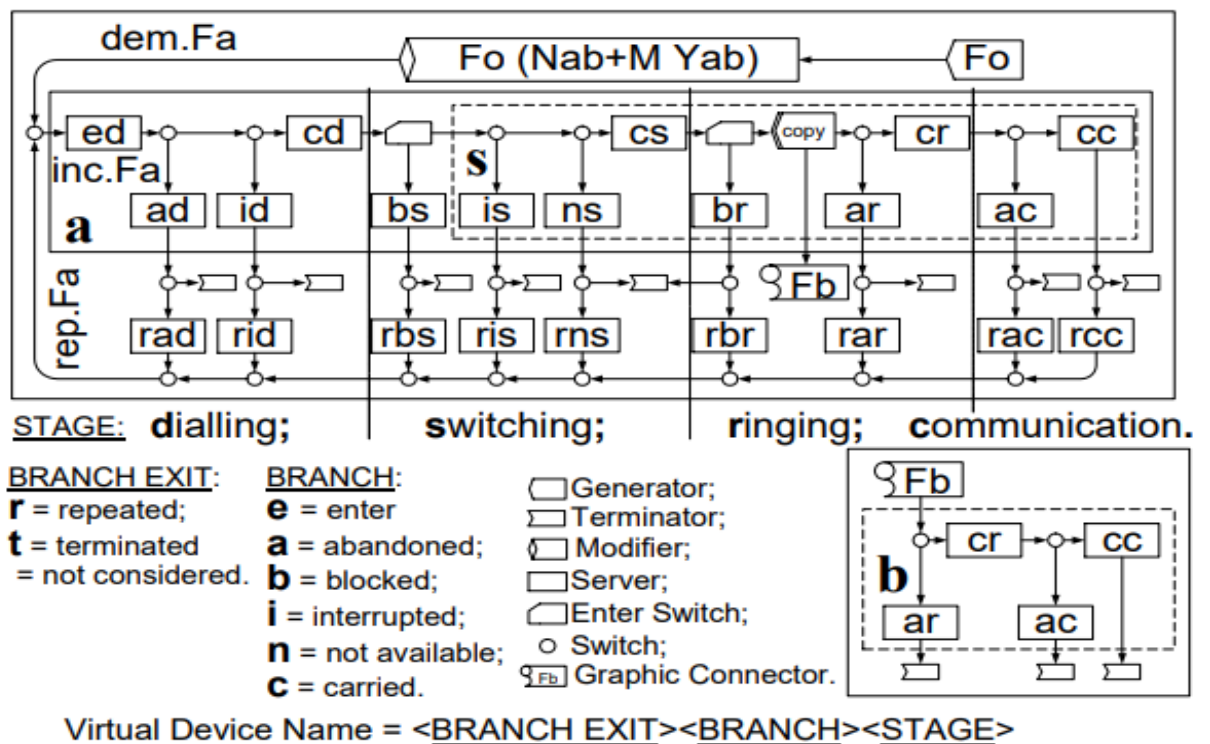 dem.Fa
Fo (Nab+M Yab)
Fo
ed
cd
cs
copy
cr
cc
inc.Fa
s
a
ad
id
bs
is
ns
br
ar
ac
Fb
rep.Fa
rad
rid
rbs
ris
rns
rbr
rar
rac
rcc
STAGE: dialling; switching; ringing; communication.
BRANCH EXIT:
r = repeated;
t = terminated
= not considered.
BRANCH:
e = enter
a = abandoned;
b = blocked;
i = interrupted;
n = not available;
c = carried.
Generator;
Terminator;
Modifier;
Server;
Enter Switch;
Switch;
Fb Graphic Connector.
Fb
cr
cc
b
ar
ac
Virtual Device Name = <BRANCH EXIT><BRANCH><STAGE>